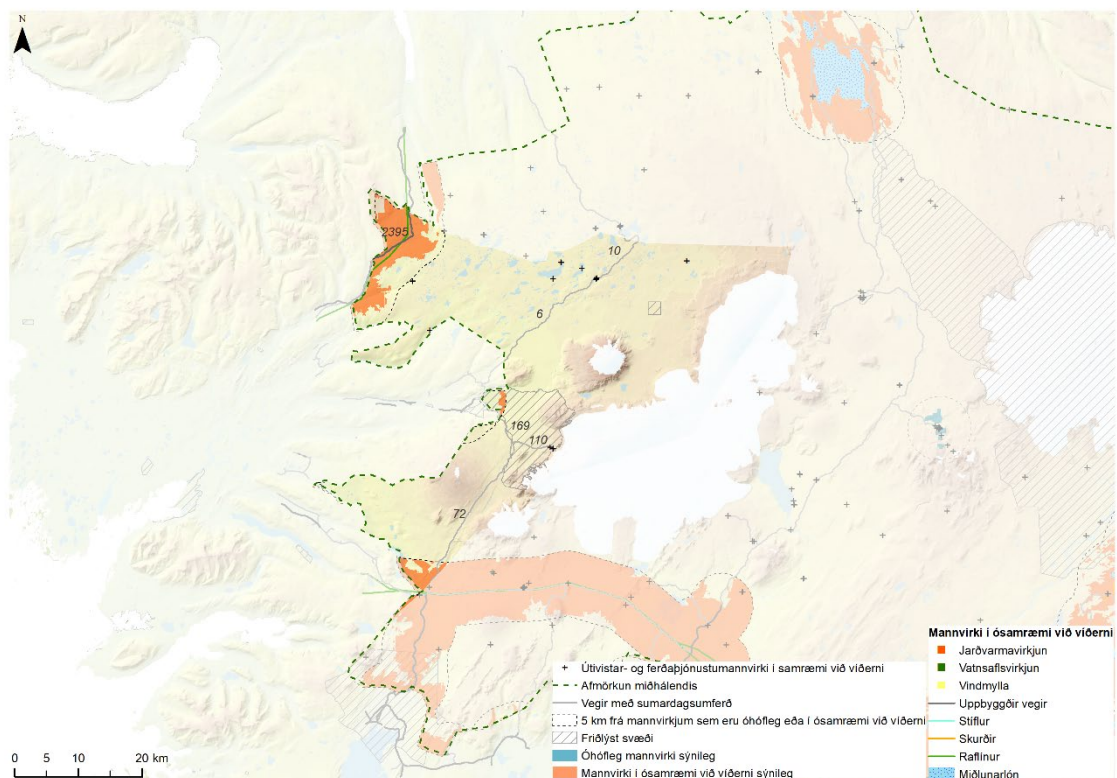 N
2395
10
6
169
110
72
0 5 10 20 km
Útivistar- og ferðaþjónustumannvirki í samræmi við víðerni
Afmörkun miðhálendis
Vegir með sumardagsumferð
5 km frá mannvirkjum sem eru óhófleg eða í ósamræmi við víðerni
Friðlýst svæði
Óhófleg mannvirki sýnileg
Mannvirki í ósamræmi við víðerni sýnileg
Mannvirki í ósamræmi við víðerni
Jarðvarmavirkjun
Vatnsaflsvirkjun
Vindmylla
Uppbyggðir vegir
Stíflur
Skurðir
Raflínur
Miðlunarlón